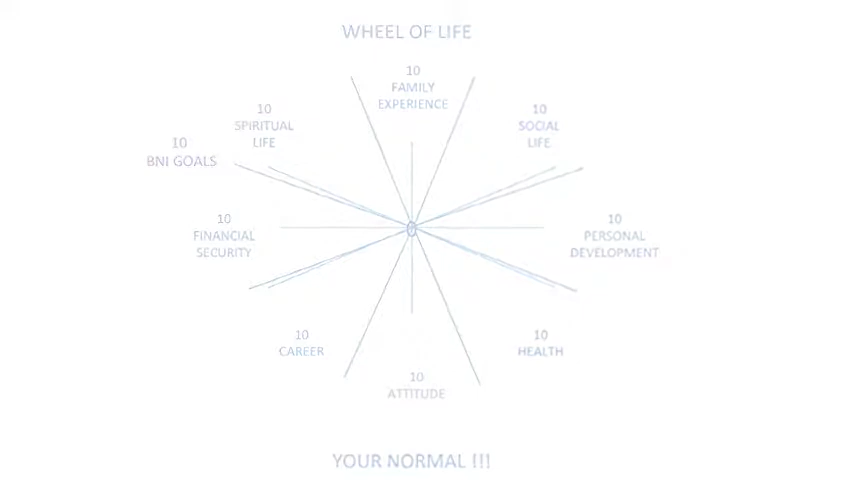 WHEEL OF LIFE
10
FAMILY
EXPERIENCE
10
SPIRITUAL
LIFE
10
SOCIAL
LIFE
10
BNI GOALS
10
FINANCIAL
SECURITY
0
10
PERSONAL
DEVELOPMENT
10
CAREER
10
HEALTH
10
ATTITUDE
YOUR NORMAL !!!